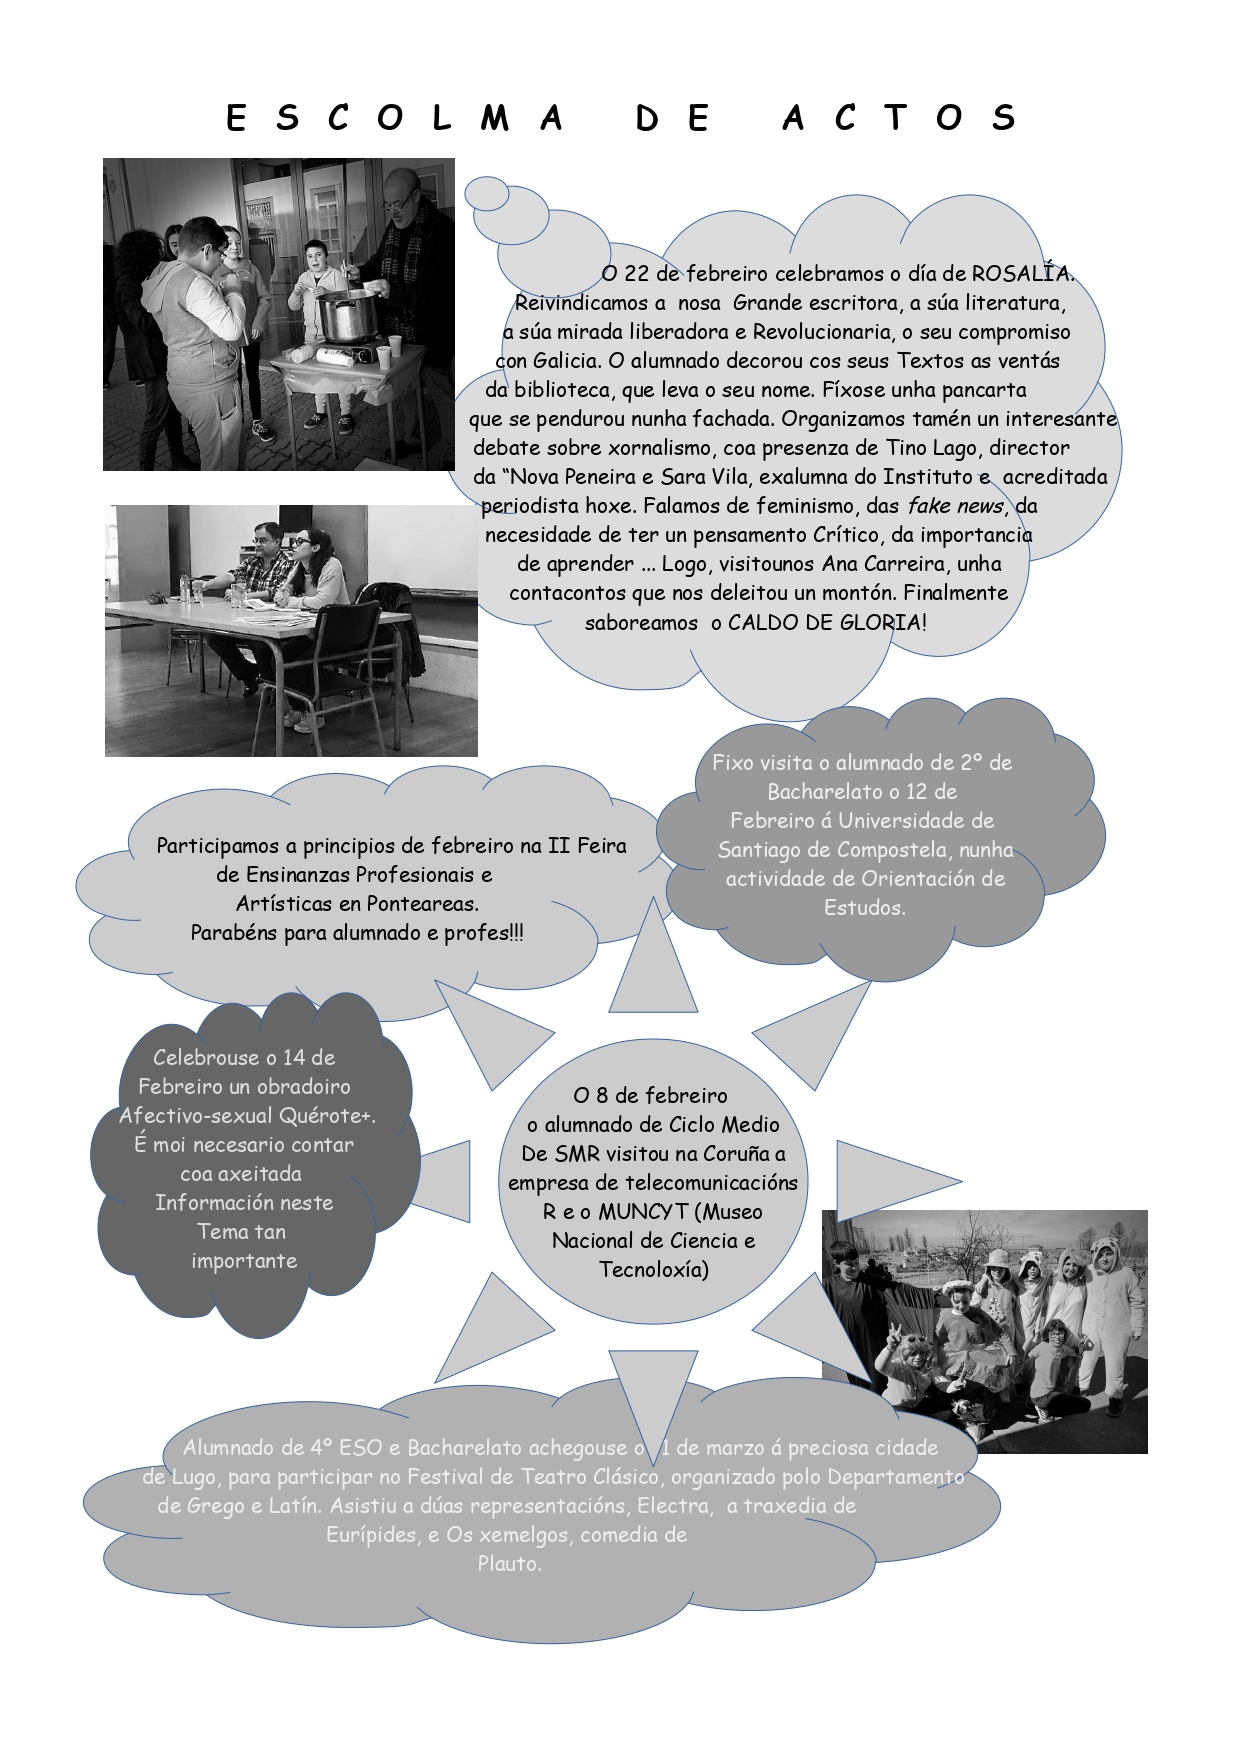 ESCOLMA DE ACTOS
O 22 de febreiro celebramos o día de ROSALÍA.
Reivindicamos a nosa Grande escritora, a súa literatura,
a súa mirada liberadora e Revolucionaria, o seu compromiso
con Galicia. O alumnado decorou cos seus Textos as ventás
da biblioteca, que leva o seu nome. Fíxose unha pancarta
que se pendurou nunha fachada. Organizamos tamén un interesante
debate sobre xornalismo, coa presenza de Tino Lago, director
da “Nova Peneira e Sara Vila, exalumna do Instituto e acreditada
periodista hoxe. Falamos de feminismo, das fake news, da
necesidade de ter un pensamento Crítico, da importancia
de aprender ... Logo, visitounos Ana Carreira, unha
contacontos que nos deleitou un montón. Finalmente
saboreamos o CALDO DE GLORIA!
Fixo visita o alumnado de 2º de
Bacharelato o 12 de
Febreiro á Universidade de
Santiago de Compostela, nunha
actividade de Orientación de
Estudos.
Participamos a principios de febreiro na II Feira
de Ensinanzas Profesionais e
Artísticas en Ponteareas.
Parabéns para alumnado e profes!!!
Celebrouse o 14 de
Febreiro un obradoiro
Afectivo-sexual Quérote+.
É moi necesario contar
coa axeitada
Información neste
Tema tan
importante
O 8 de febreiro
o alumnado de Ciclo Medio
De SMR visitou na Coruña a
empresa de telecomunicacións
R e o MUNCYT (Museo
Nacional de Ciencia e
Tecnoloxía)
Alumnado de 4º ESO e Bacharelato achegouse o 1 de marzo á preciosa cidade
de Lugo, para participar no Festival de Teatro Clásico, organizado polo Departamento
de Grego e Latín. Asistiu a dúas representacións, Electra, a traxedia de
Eurípides, e Os xemelgos, comedia de
Plauto.